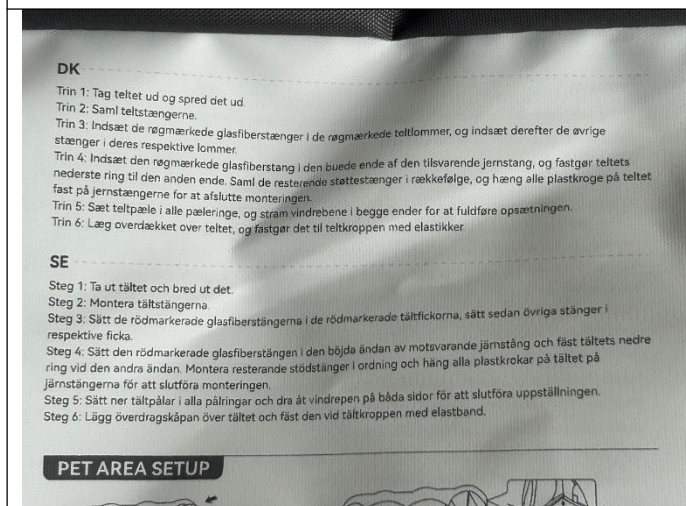 DK
Trin 1: Tag teltet ud og spred det ud.
Trin 2: Saml teltstængerne.
Trin 3: Indsæt de røgmærkede glasfiberstænger i de røgmærkede teltlommer, og indsæt derefter de øvrige
stænger i deres respektive lommer.
Trin 4: Indsæt den røgmærkede glasfiberstang i den buede ende af den tilsvarende jernstang, og fastgør teltets
nederste ring til den anden ende. Saml de resterende støttestænger i rækkefølge, og hæng alle plastkroge på teltet
fast på jernstængerne for at afslutte monteringen.
Trin 5: Sæt teltpæle i alle pæleringe, og stram vindrebene i begge ender for at fuldføre opsætningen.
Trin 6: Læg overdækket over teltet, og fastgør det til teltkroppen med elastikker
SE
Steg 1: Ta ut tältet och bred ut det.
Steg 2: Montera tältstängerna.
Steg 3: Sätt de rödmarkerade glasfiberstängerna i de rödmarkerade tältfickorna, sätt sedan övriga stänger i
respektive ficka.
Steg 4: Sätt den rödmarkerade glasfiberstången i den böjda ändan av motsvarande järnstång och fäst tältets nedre
ring vid den andra ändan. Montera resterande stödstänger i ordning och häng alla plastkrokar på tältet på
järnstängerna för att slutföra monteringen.
Steg 5: Sätt ner tältpålar i alla pålringar och dra åt vindrepen på båda sidor för att slutföra uppställningen.
Steg 6: Lägg överdragskåpan över tältet och fäst den vid tältkroppen med elastband.
PET AREA SETUP